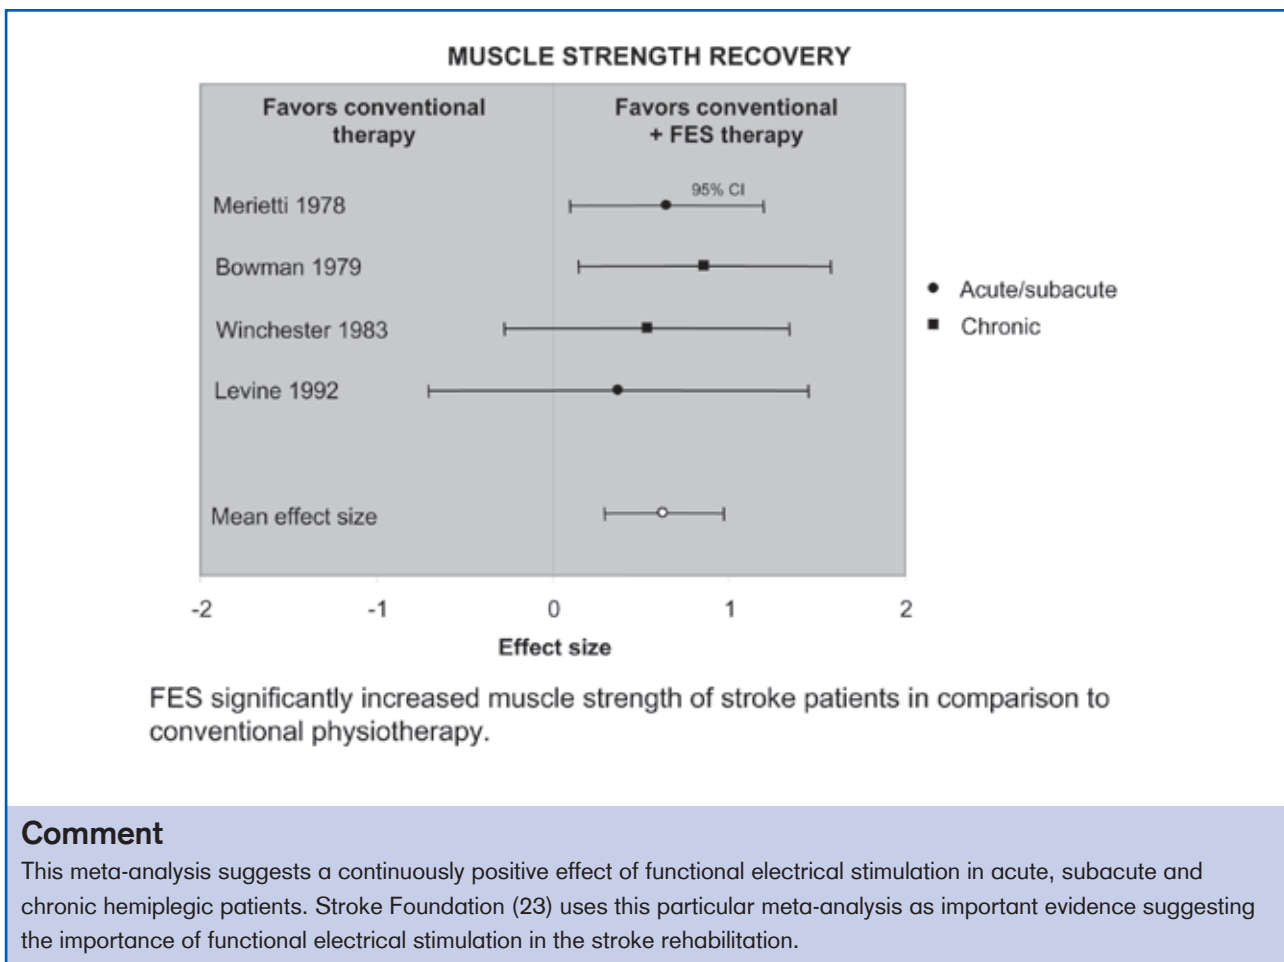 MUSCLE STRENGTH RECOVERY
Favors conventional
therapy
Favors conventional
+ FES therapy
95% CI
Merietti 1978
Bowman 1979
Winchester 1983
Levine 1992
Mean effect size
Acute/subacute
Chronic
-2 -1 0 1 2
Effect size
FES significantly increased muscle strength of stroke patients in comparison to
conventional physiotherapy.
Comment
This meta-analysis suggests a continuously positive effect of functional electrical stimulation in acute, subacute and
chronic hemiplegic patients. Stroke Foundation (23) uses this particular meta-analysis as important evidence suggesting
the importance of functional electrical stimulation in the stroke rehabilitation.